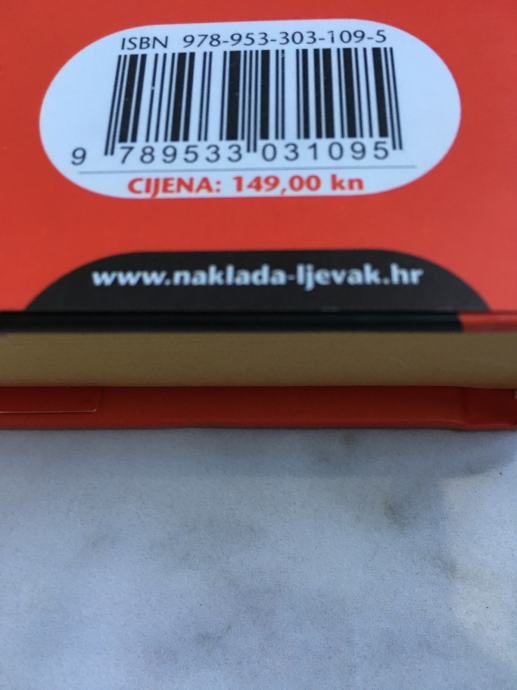 ISBN 978-953-303-109-5
9 789533 031095
CIJENA: 149,00 kn
www.naklada-ljevak.hr